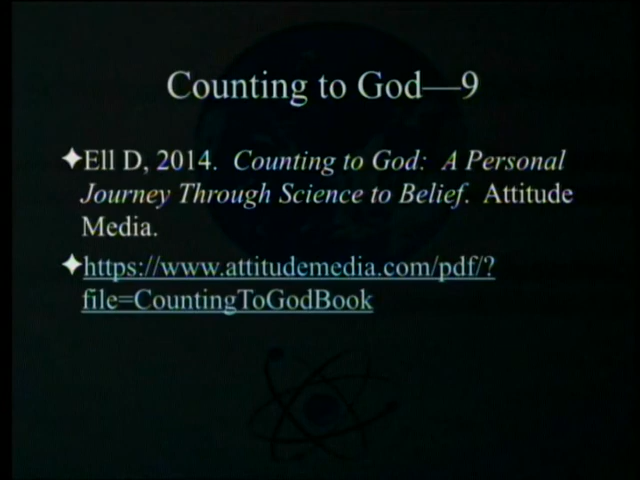 Counting to God—9
Ell D, 2014. Counting to God: A Personal
Journey Through Science to Belief. Attitude
Media.
https://www.attitudemedia.com/pdf/?
file=CountingToGodBook